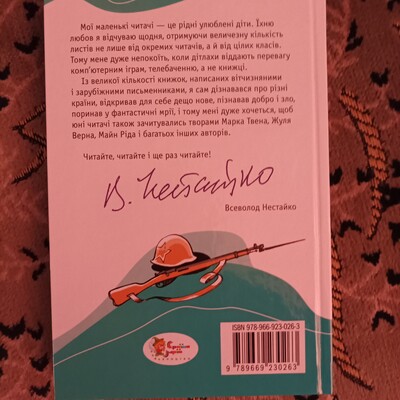 Мої маленькі читачі — це рідні улюблені діти. Їхню
любов я відчуваю щодня, отримуючи величезну кількість
листів не лише від окремих читачів, а й від цілих класів.
Тому мене дуже непокоїть, коли дітлахи віддають перевагу
комп'ютерним іграм, телебаченню, а не книжці.
Із великої кількості книжок, написаних вітчизняними
і зарубіжними письменниками, я сам дізнавався про різні
країни, відкривав для себе дещо нове, пізнавав добро і зло,
поринав у фантастичні мрії, і тому мені дуже хочеться, щоб
юні читачі також зачитувались творами Марка Твена, Жуля
Верна, Майн Ріда і багатьох інших авторів.
Читайте, читайте і ще раз читайте!
В. Нестайко
Всеволод Нестайко
ISBN 978-966-923-026-3
9 789669 230263